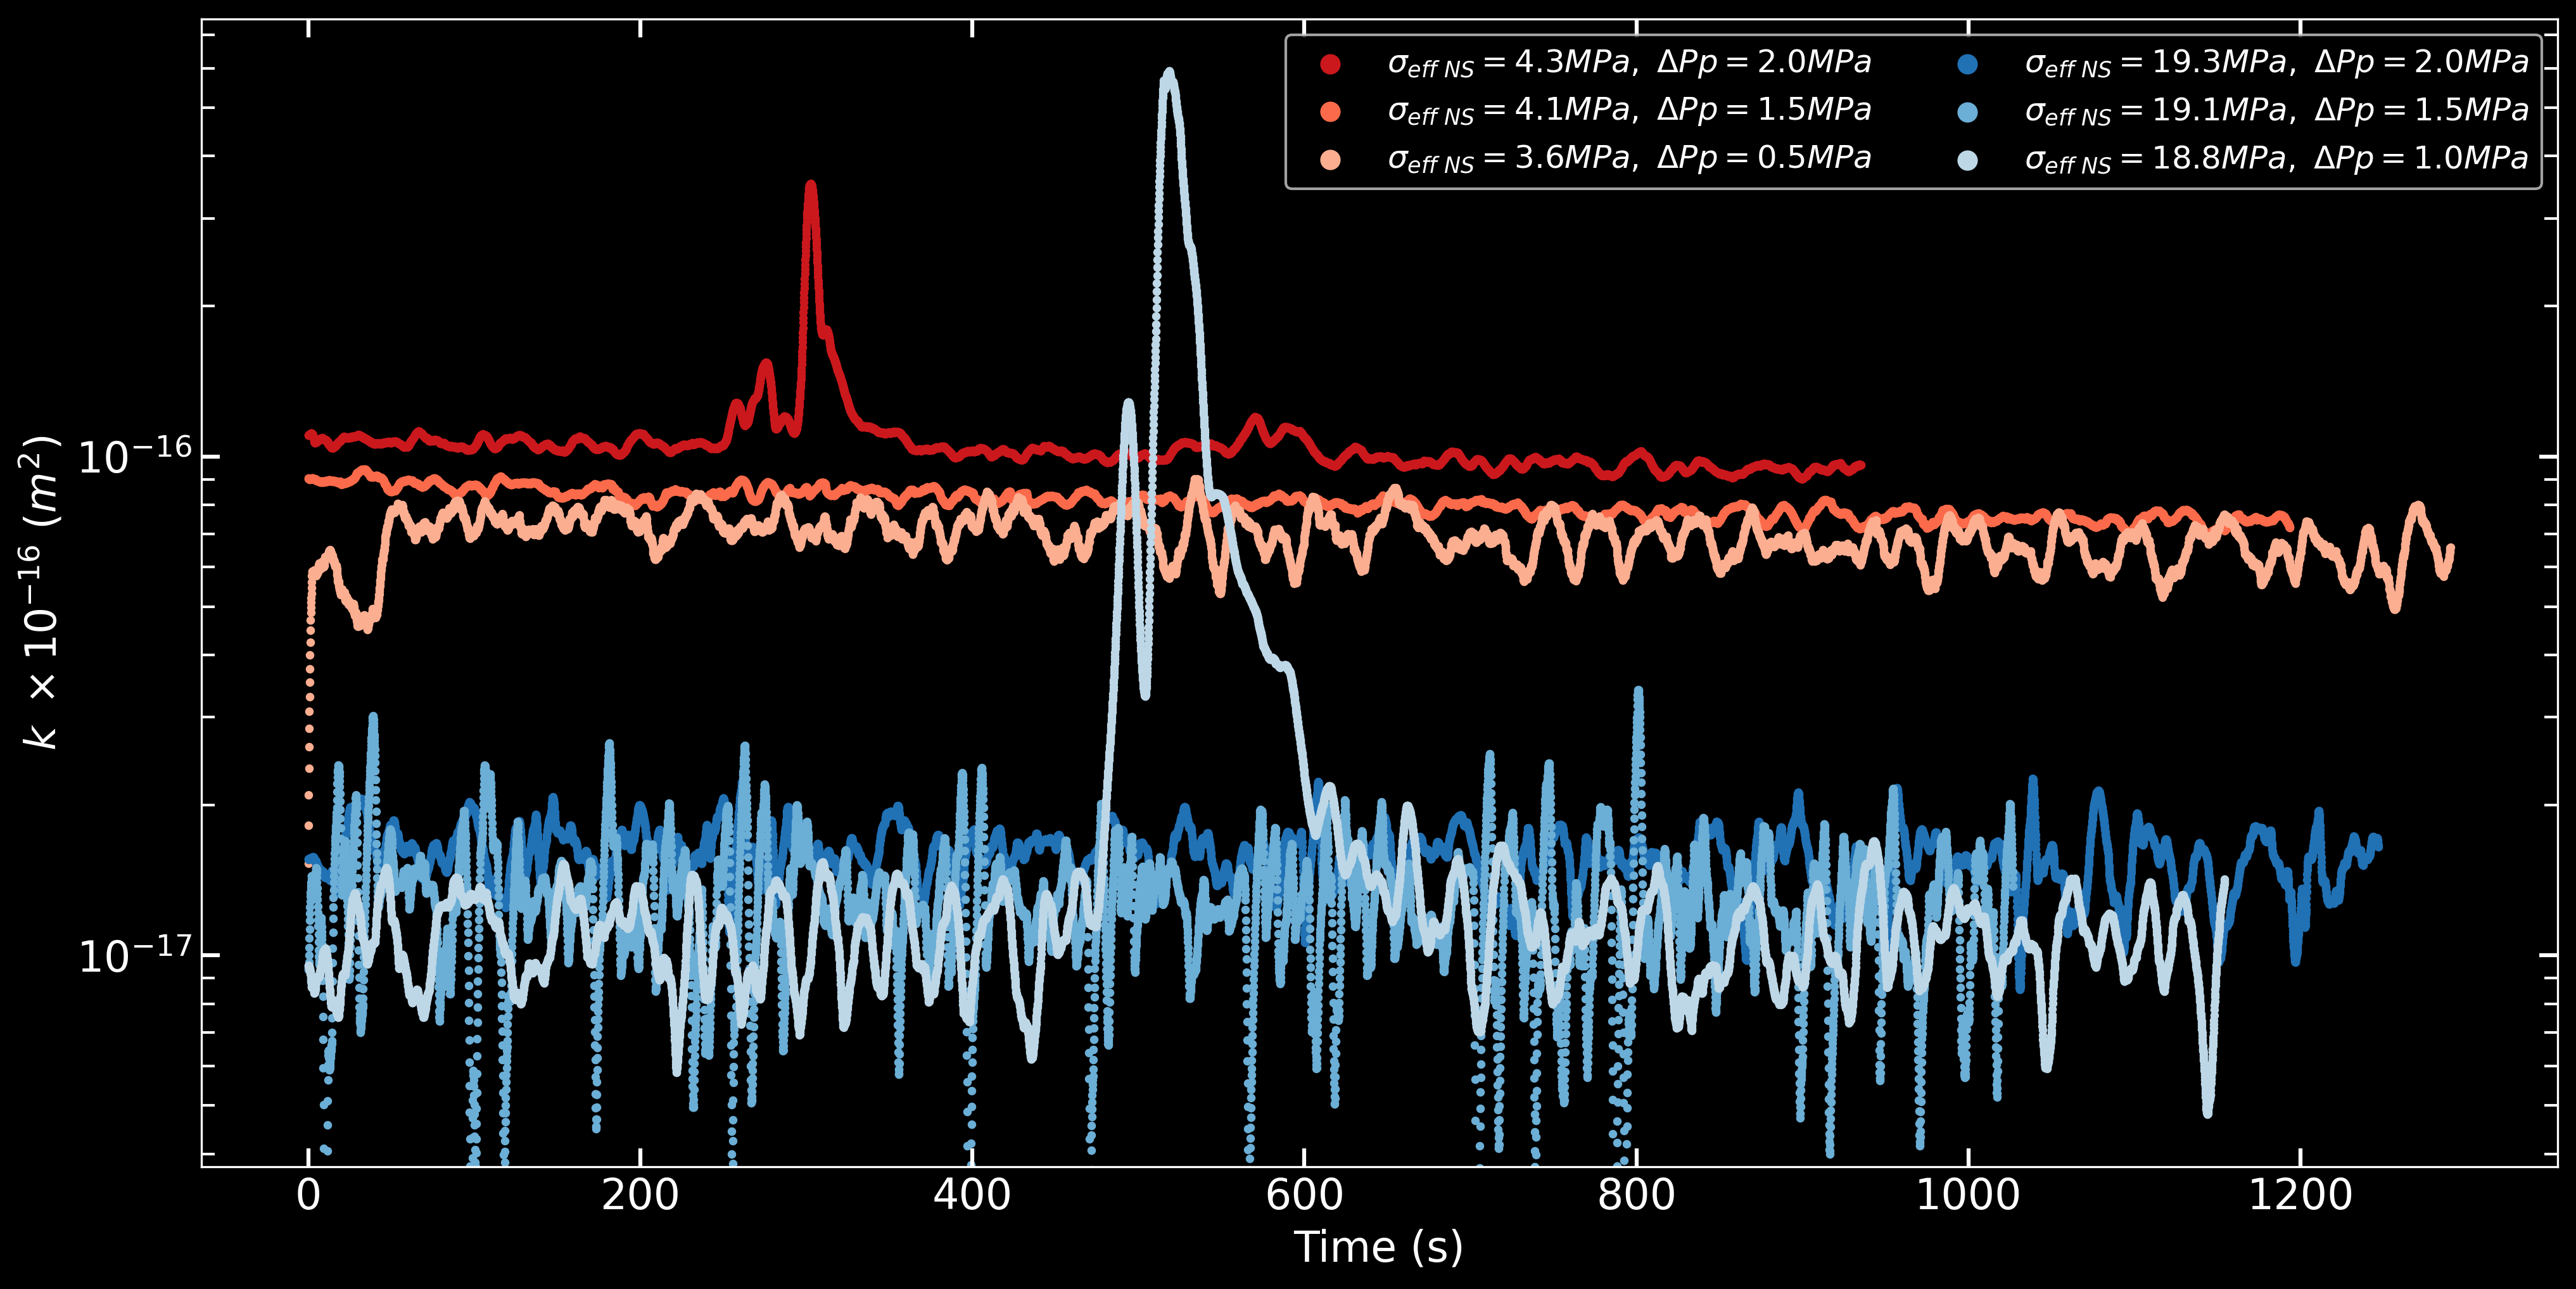 σeff NS = 4.3MPa, ΔPp = 2.0MPa
σeff NS = 4.1MPa, ΔPp = 1.5MPa
σeff NS = 3.6MPa, ΔPp = 0.5MPa
σeff NS = 19.3MPa, ΔPp = 2.0MPa
σeff NS = 19.1MPa, ΔPp = 1.5MPa
σeff NS = 18.8MPa, ΔPp = 1.0MPa
k × 10⁻¹⁶ (m²)
10⁻¹⁶
10⁻¹⁷
0 200 400 600 800 1000 1200
Time (s)